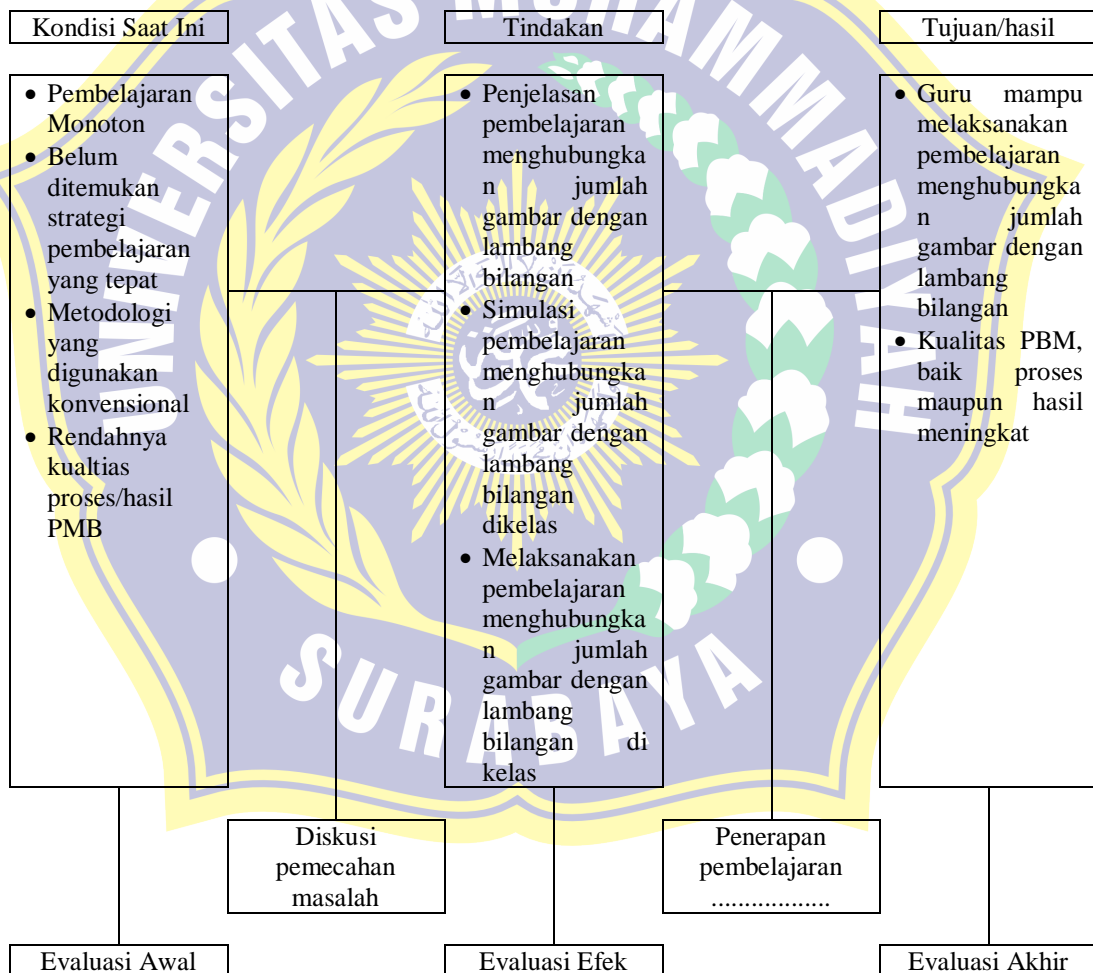 Kondisi Saat Ini
Tindakan
Tujuan/hasil
• Pembelajaran
Monoton
• Belum
ditemukan
strategi
pembelajaran
yang tepat
• Metodologi
yang
digunakan
konvensional
• Rendahnya
kualtias
proses/hasil
PMB
• Penjelasan
pembelajaran
menghubungka
n jumlah
gambar dengan
lambang
bilangan
• Simulasi
pembelajaran
menghubungka
n jumlah
gambar dengan
lambang
bilangan
dikelas
• Melaksanakan
pembelajaran
menghubungka
n jumlah
gambar dengan
lambang
bilangan di
kelas
• Guru mampu
melaksanakan
pembelajaran
menghubungka
n jumlah
gambar dengan
lambang
bilangan
• Kualitas PBM,
baik proses
maupun hasil
meningkat
Diskusi
pemecahan
masalah
Penerapan
pembelajaran
..................
Evaluasi Awal
Evaluasi Efek
Evaluasi Akhir
UNIVERSITAS MUHAMMADIYAH
SURABAYA